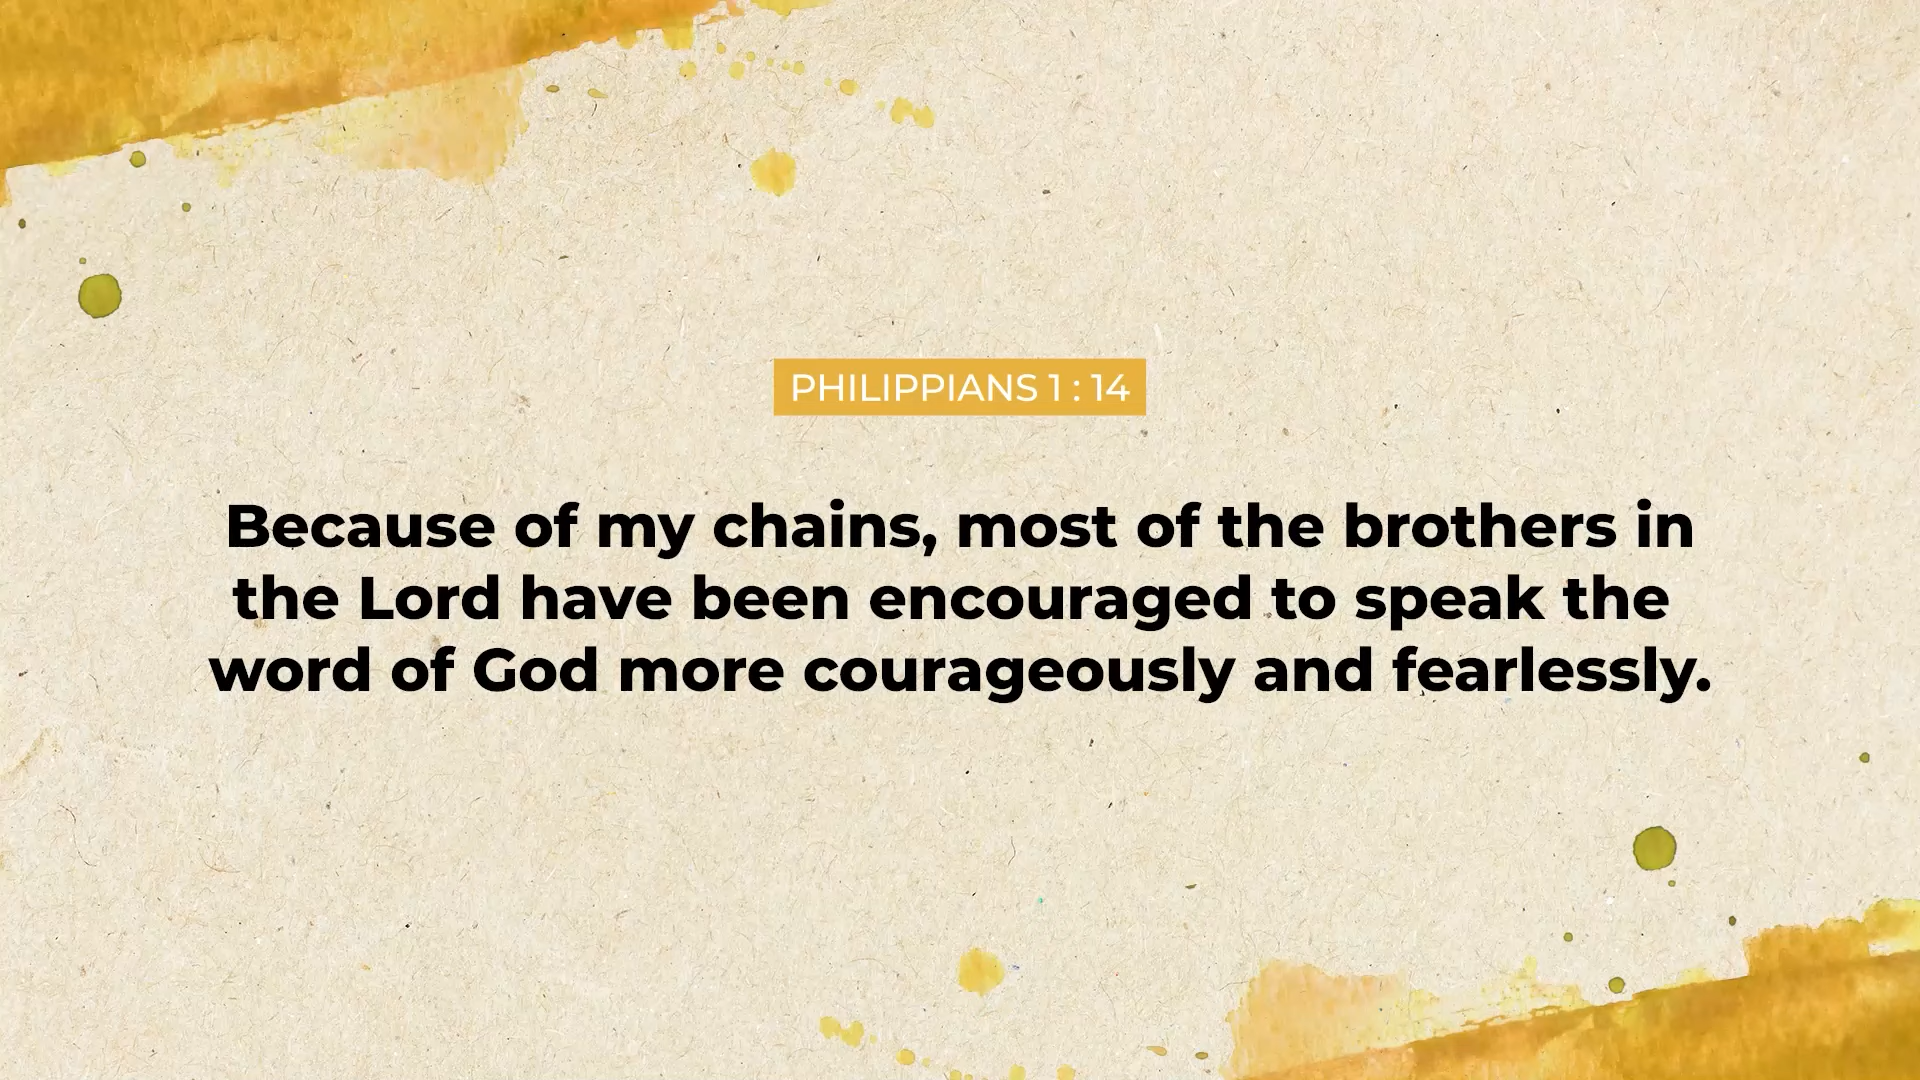 PHILIPPIANS 1 : 14
Because of my chains, most of the brothers in
the Lord have been encouraged to speak the
word of God more courageously and fearlessly.